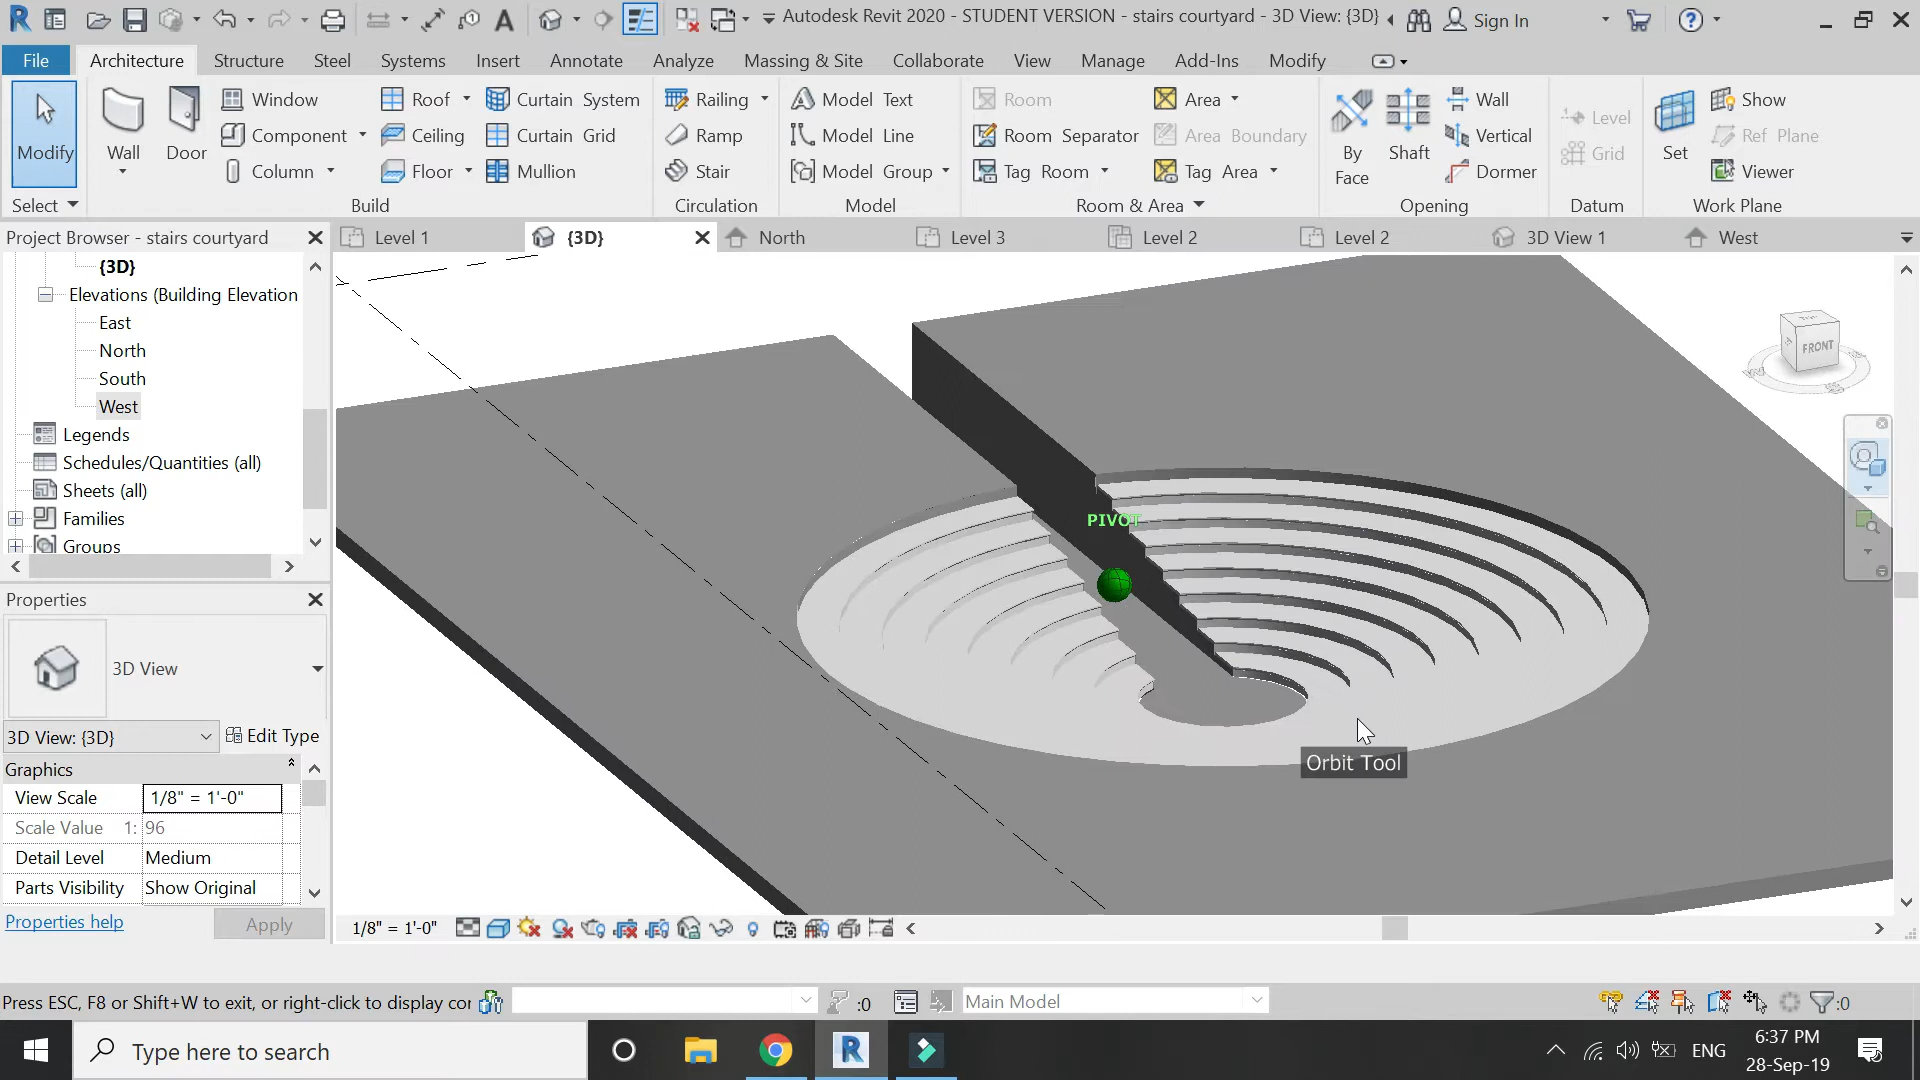 Autodesk Revit 2020 - STUDENT VERSION - stairs courtyard - 3D View: {3D}
Sign In
File Architecture Structure Steel Systems Insert Annotate Analyze Massing & Site Collaborate View Manage Add-Ins Modify
Modify
Select
Wall
Door
Window
Component
Column
Roof
Ceiling
Floor
Curtain System
Curtain Grid
Mullion
Build
Railing
Ramp
Stair
Circulation
Model Text
Model Line
Model Group
Model
Room
Room Separator
Tag Room
Area
Area Boundary
Tag Area
Room & Area
By
Face
Shaft
Wall
Vertical
Dormer
Opening
Level
Grid
Datum
Set
Show
Ref Plane
Viewer
Work Plane
Project Browser - stairs courtyard
Level 1
{3D}
North
Level 3
Level 2
Level 2
3D View 1
West
{3D}
Elevations (Building Elevation
East
North
South
West
Legends
Schedules/Quantities (all)
Sheets (all)
Families
Groups
FRONT
PIVOT
Orbit Tool
Properties
3D View
3D View: {3D}
Edit Type
Graphics
View Scale 1/8" = 1'-0"
Scale Value 1: 96
Detail Level Medium
Parts Visibility Show Original
Properties help
Apply
1/8" = 1'-0"
Press ESC, F8 or Shift+W to exit, or right-click to display cor
:0
Main Model
:0
Type here to search
ENG
6:37 PM
28-Sep-19